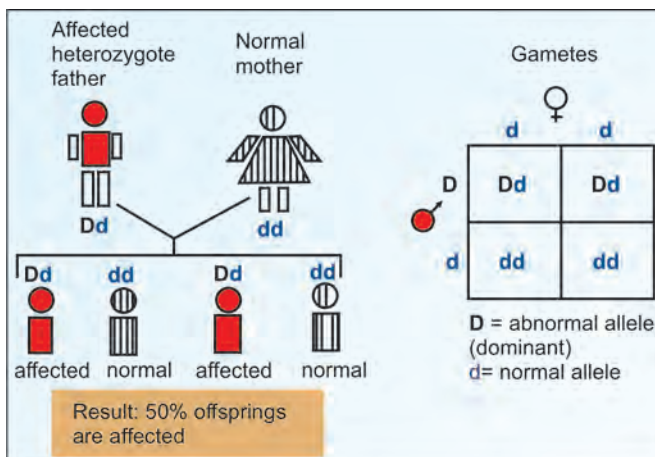 Affected
heterozygote
father
Normal
mother
Dd
dd
Dd
dd
Dd
dd
affected
normal
affected
normal
Result: 50% offsprings
are affected
Gametes
d
d
D
Dd
Dd
d
dd
dd
D = abnormal allele
(dominant)
d= normal allele